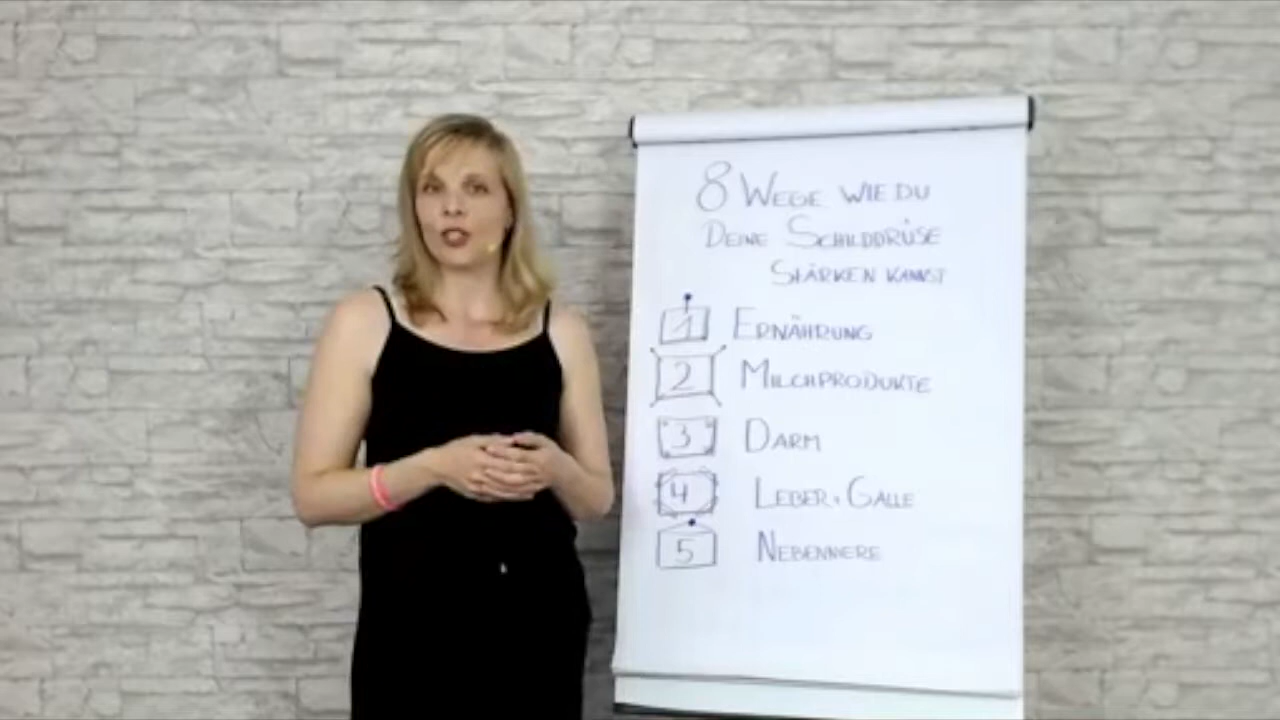 8 WEGE WIE DU
DEINE SCHILDDRÜSE
STÄRKEN KANNST
1 ERNÄHRUNG
2 MILCHPRODUKTE
3 DARM
4 LEBER + GALLE
5 NEBENNIERE